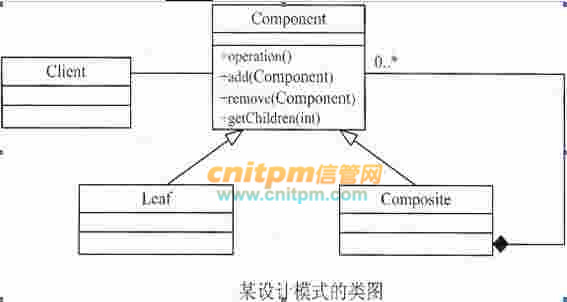 Component
+operation()
Client
0..*
+add(Component)
+remove(Component)
+getChildren(int)
cnitpm信管网
www.cnitpm.com
Leaf
Composite
某设计模式的类图